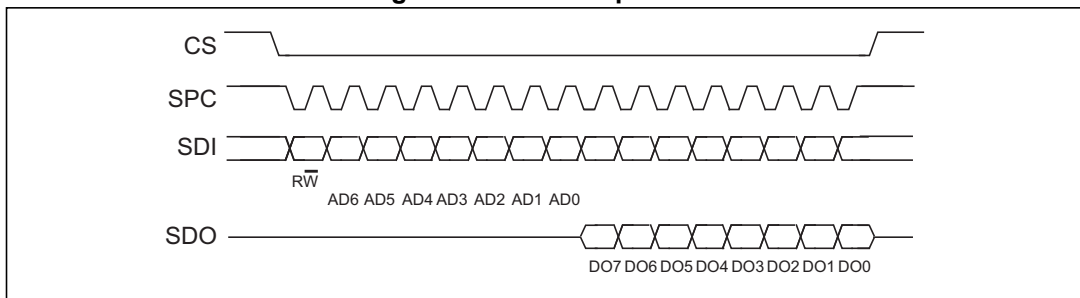 CS
SPC
SDI
RW̅
AD6 AD5 AD4 AD3 AD2 AD1 AD0
SDO
DO7 DO6 DO5 DO4 DO3 DO2 DO1 DO0